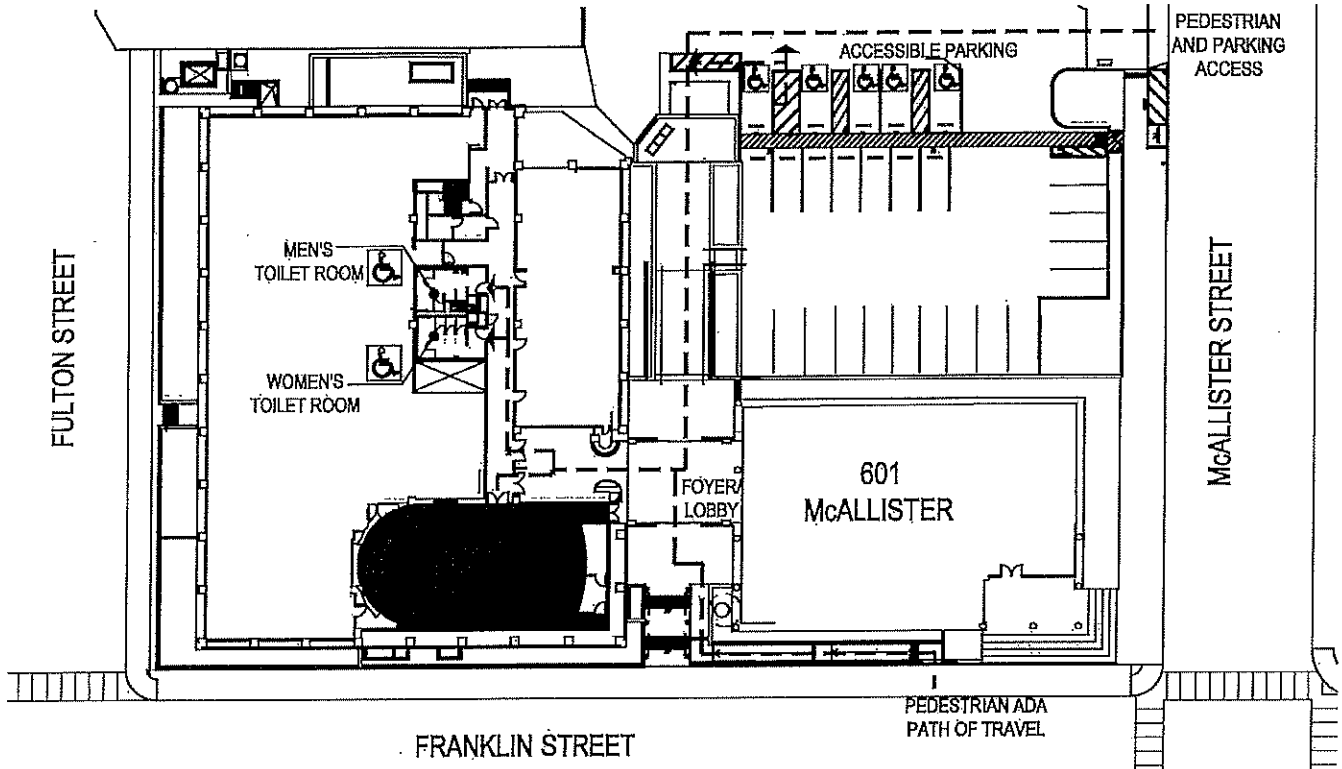 PEDESTRIAN
AND PARKING
ACCESS
ACCESSIBLE PARKING
MEN'S
TOILET ROOM
WOMEN'S
TOILET ROOM
FULTON STREET
McALLISTER STREET
FOYER/
LOBBY
601
McALLISTER
PEDESTRIAN ADA
PATH OF TRAVEL
FRANKLIN STREET